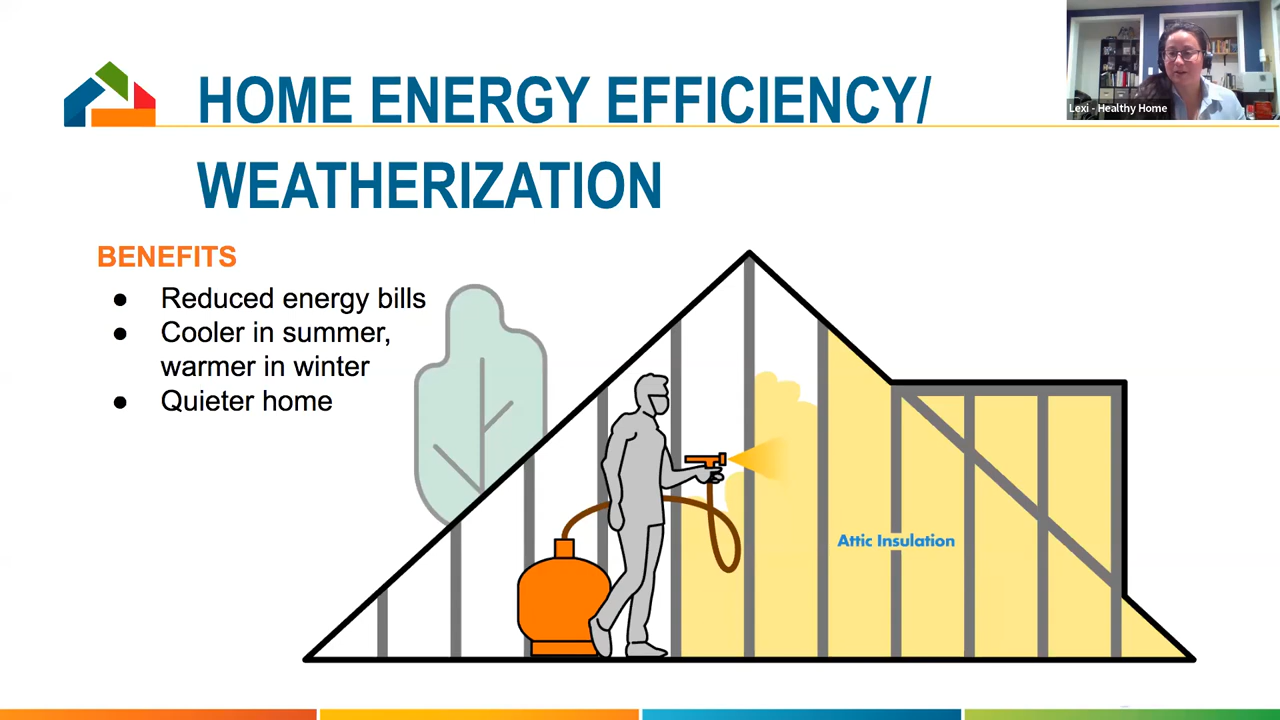 HOME ENERGY EFFICIENCY/
WEATHERIZATION
Lexi - Healthy Home
BENEFITS
● Reduced energy bills
● Cooler in summer,
warmer in winter
● Quieter home
Attic Insulation